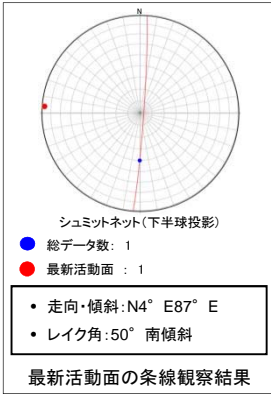 N
シュミットネット(下半球投影)
総データ数: 1
最新活動面 : 1
• 走向・傾斜:N4° E87° E
• レイク角:50° 南傾斜
最新活動面の条線観察結果